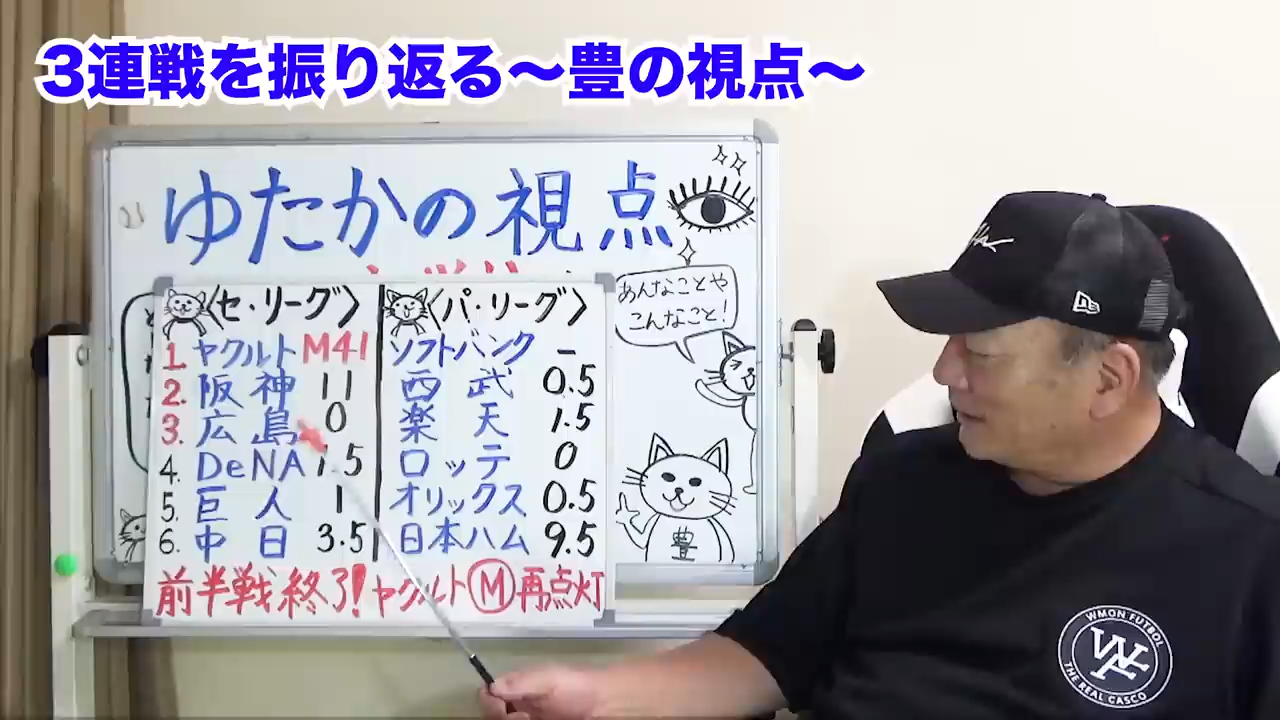 3連戦を振り返る〜豊の視点〜
ゆたかの視点
あんなことや
こんなこと!
〈セ・リーグ〉
1. ヤクルト M41
2. 阪神 11
3. 広島 0
4. DeNA 1.5
5. 巨人 1
6. 中日 3.5
〈パ・リーグ〉
ソフトバンク -
西武 0.5
楽天 1.5
ロッテ 0
オリックス 0.5
日本ハム 9.5
前半戦終了!ヤクルトⓂ再点灯
豊
WMON FUTBOL
THE REAL CASCO